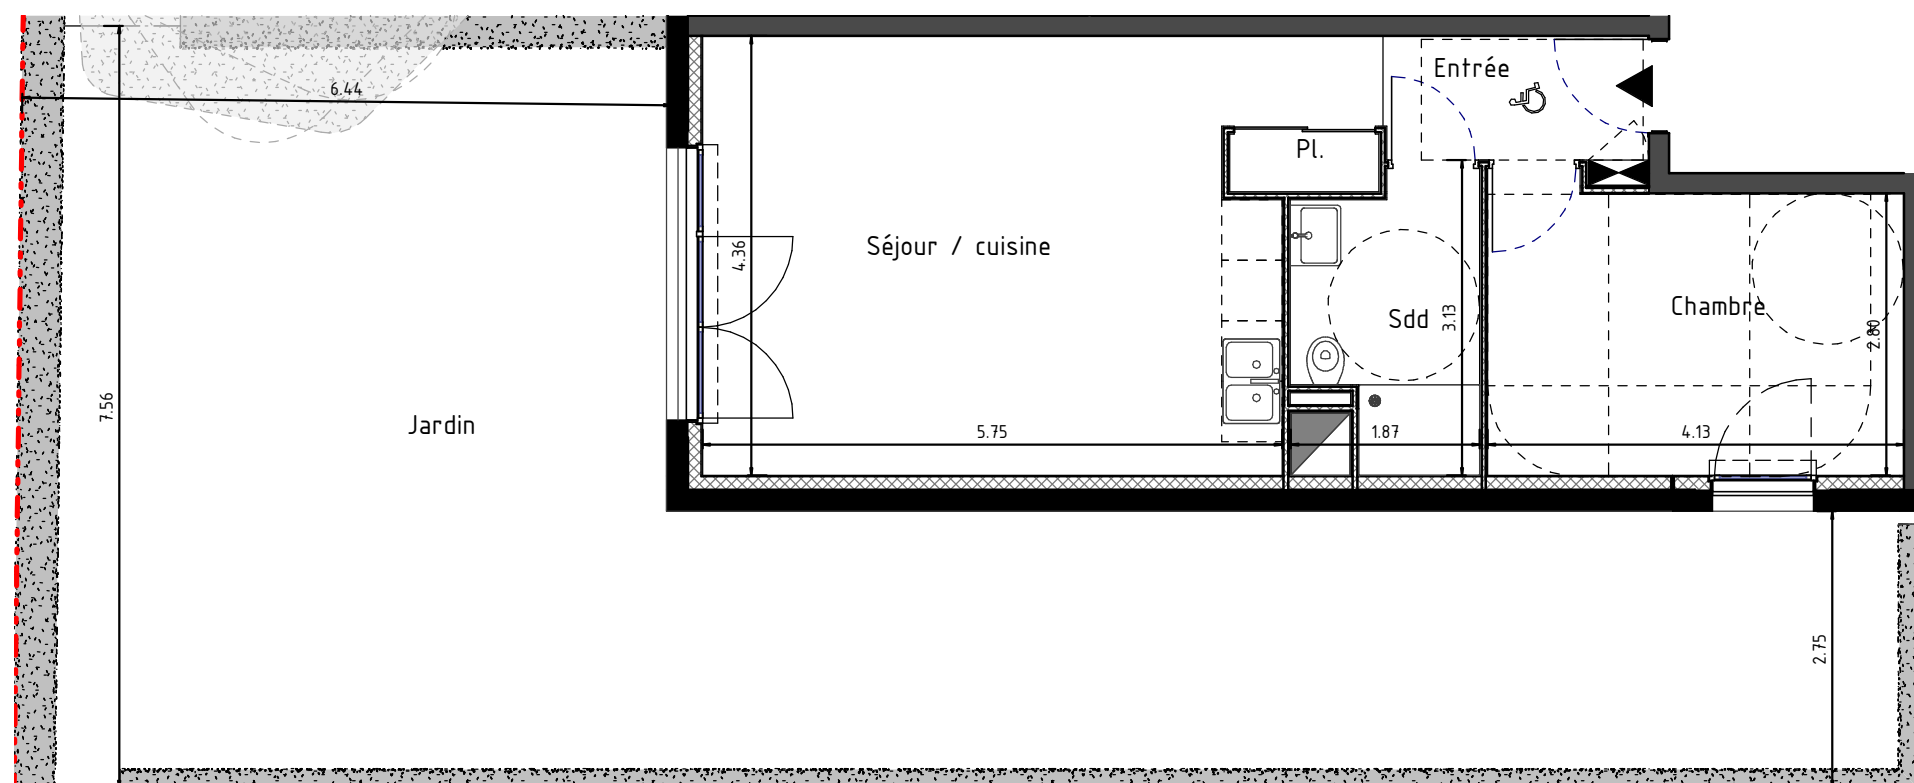 Entrée
6.44
Pl.
Séjour / cuisine
4.36
Chambre
Sdd
3.13
2.80
7.56
Jardin
5.75
1.87
4.13
2.75